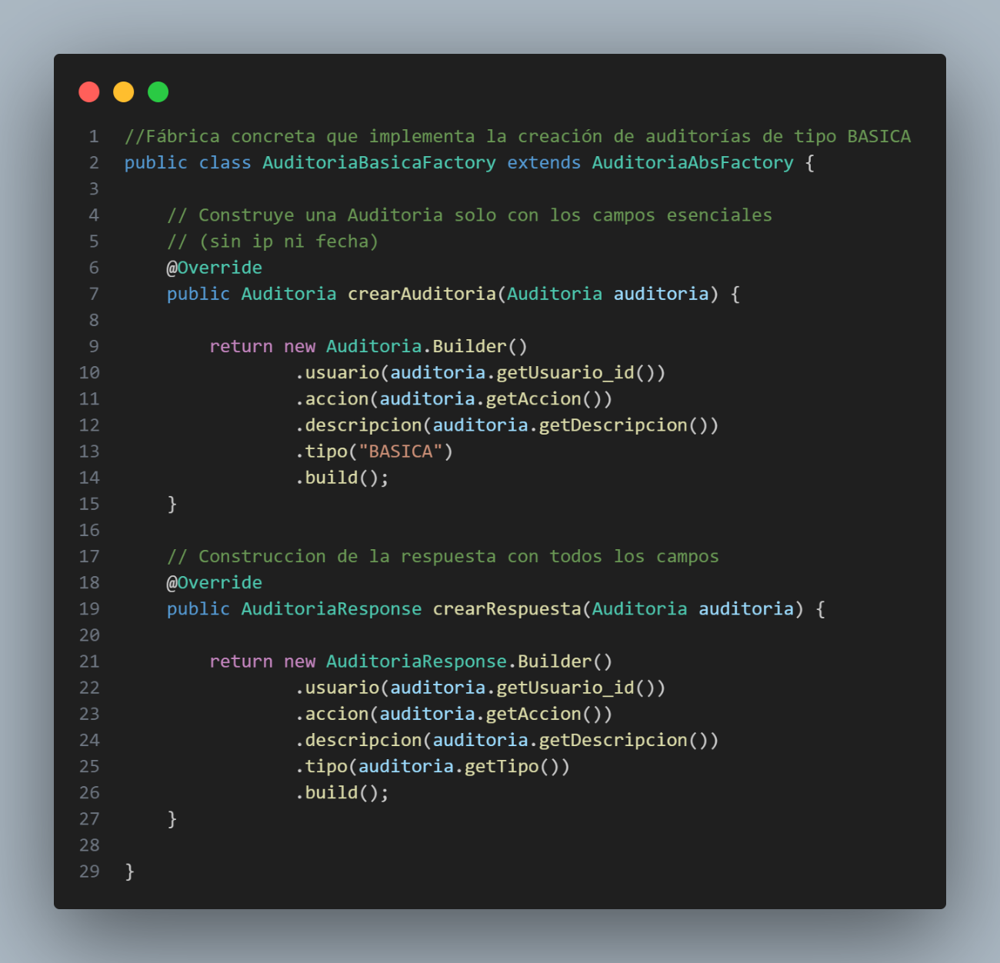 1 //Fábrica concreta que implementa la creación de auditorías de tipo BASICA
2 public class AuditoriaBasicaFactory extends AuditoriaAbsFactory {
3
4     // Construye una Auditoria solo con los campos esenciales
5     // (sin ip ni fecha)
6     @Override
7     public Auditoria crearAuditoria(Auditoria auditoria) {
8
9         return new Auditoria.Builder()
10                 .usuario(auditoria.getUsuario_id())
11                 .accion(auditoria.getAccion())
12                 .descripcion(auditoria.getDescripcion())
13                 .tipo("BASICA")
14                 .build();
15     }
16
17     // Construccion de la respuesta con todos los campos
18     @Override
19     public AuditoriaResponse crearRespuesta(Auditoria auditoria) {
20
21         return new AuditoriaResponse.Builder()
22                 .usuario(auditoria.getUsuario_id())
23                 .accion(auditoria.getAccion())
24                 .descripcion(auditoria.getDescripcion())
25                 .tipo(auditoria.getTipo())
26                 .build();
27     }
28
29 }